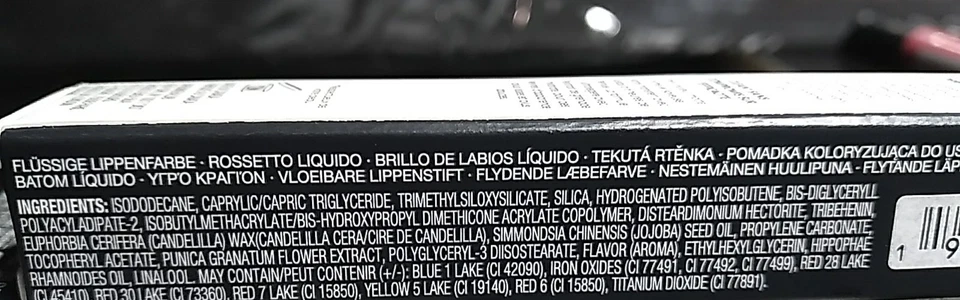 FLÜSSIGE LIPPENFARBE · ROSSETTO LIQUIDO · BRILLO DE LABIOS LÍQUIDO · TEKUTÁ RTĚNKA · POMADKA KOLORYZUJĄCA DO US
BATOM LÍQUIDO · ΥΓΡΌ ΚΡΑΓΙΌΝ · VLOEIBARE LIPPENSTIFT · FLYDENDE LÆBEFARVE · NESTEMÄINEN HUULIPUNA · FLYTANDE LÄP
INGREDIENTS: ISODODECANE, CAPRYLIC/CAPRIC TRIGLYCERIDE, TRIMETHYLSILOXYSILICATE, SILICA, HYDROGENATED POLYISOBUTENE, BIS-DIGLYCERYL
POLYACYLADIPATE-2, ISOBUTYLMETHACRYLATE/BIS-HYDROXYPROPYL DIMETHICONE ACRYLATE COPOLYMER, DISTEARDIMONIUM HECTORITE, TRIBEHENIN,
EUPHORBIA CERIFERA (CANDELILLA) WAX(CANDELILLA CERA/CIRE DE CANDELILLA), SIMMONDSIA CHINENSIS (JOJOBA) SEED OIL, PROPYLENE CARBONATE,
TOCOPHERYL ACETATE, PUNICA GRANATUM FLOWER EXTRACT, POLYGLYCERYL-3 DIISOSTEARATE, FLAVOR (AROMA), ETHYLHEXYLGLYCERIN, HIPPOPHAE
RHAMNOIDES OIL, LINALOOL. MAY CONTAIN/PEUT CONTENIR (+/-): BLUE 1 LAKE (CI 42090), IRON OXIDES (CI 77491, CI 77492, CI 77499), RED 28 LAKE
(CI 45410), RED 30 LAKE (CI 73360), RED 7 LAKE (CI 15850), YELLOW 5 LAKE (CI 19140), RED 6 (CI 15850), TITANIUM DIOXIDE (CI 77891).
1 9